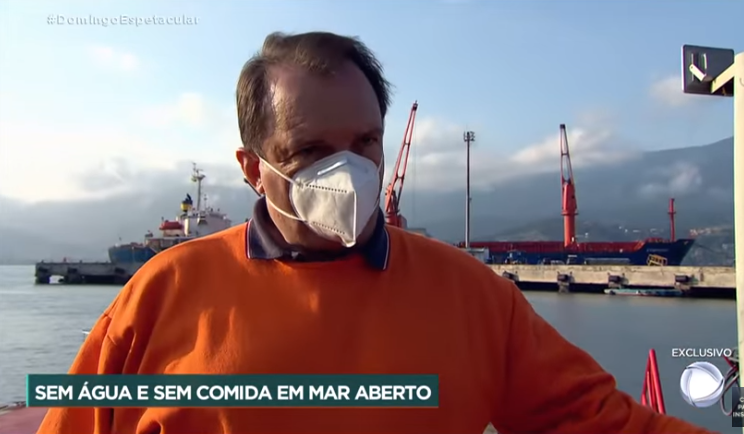 #DomingoEspetacular
EXCLUSIVO
SEM ÁGUA E SEM COMIDA EM MAR ABERTO